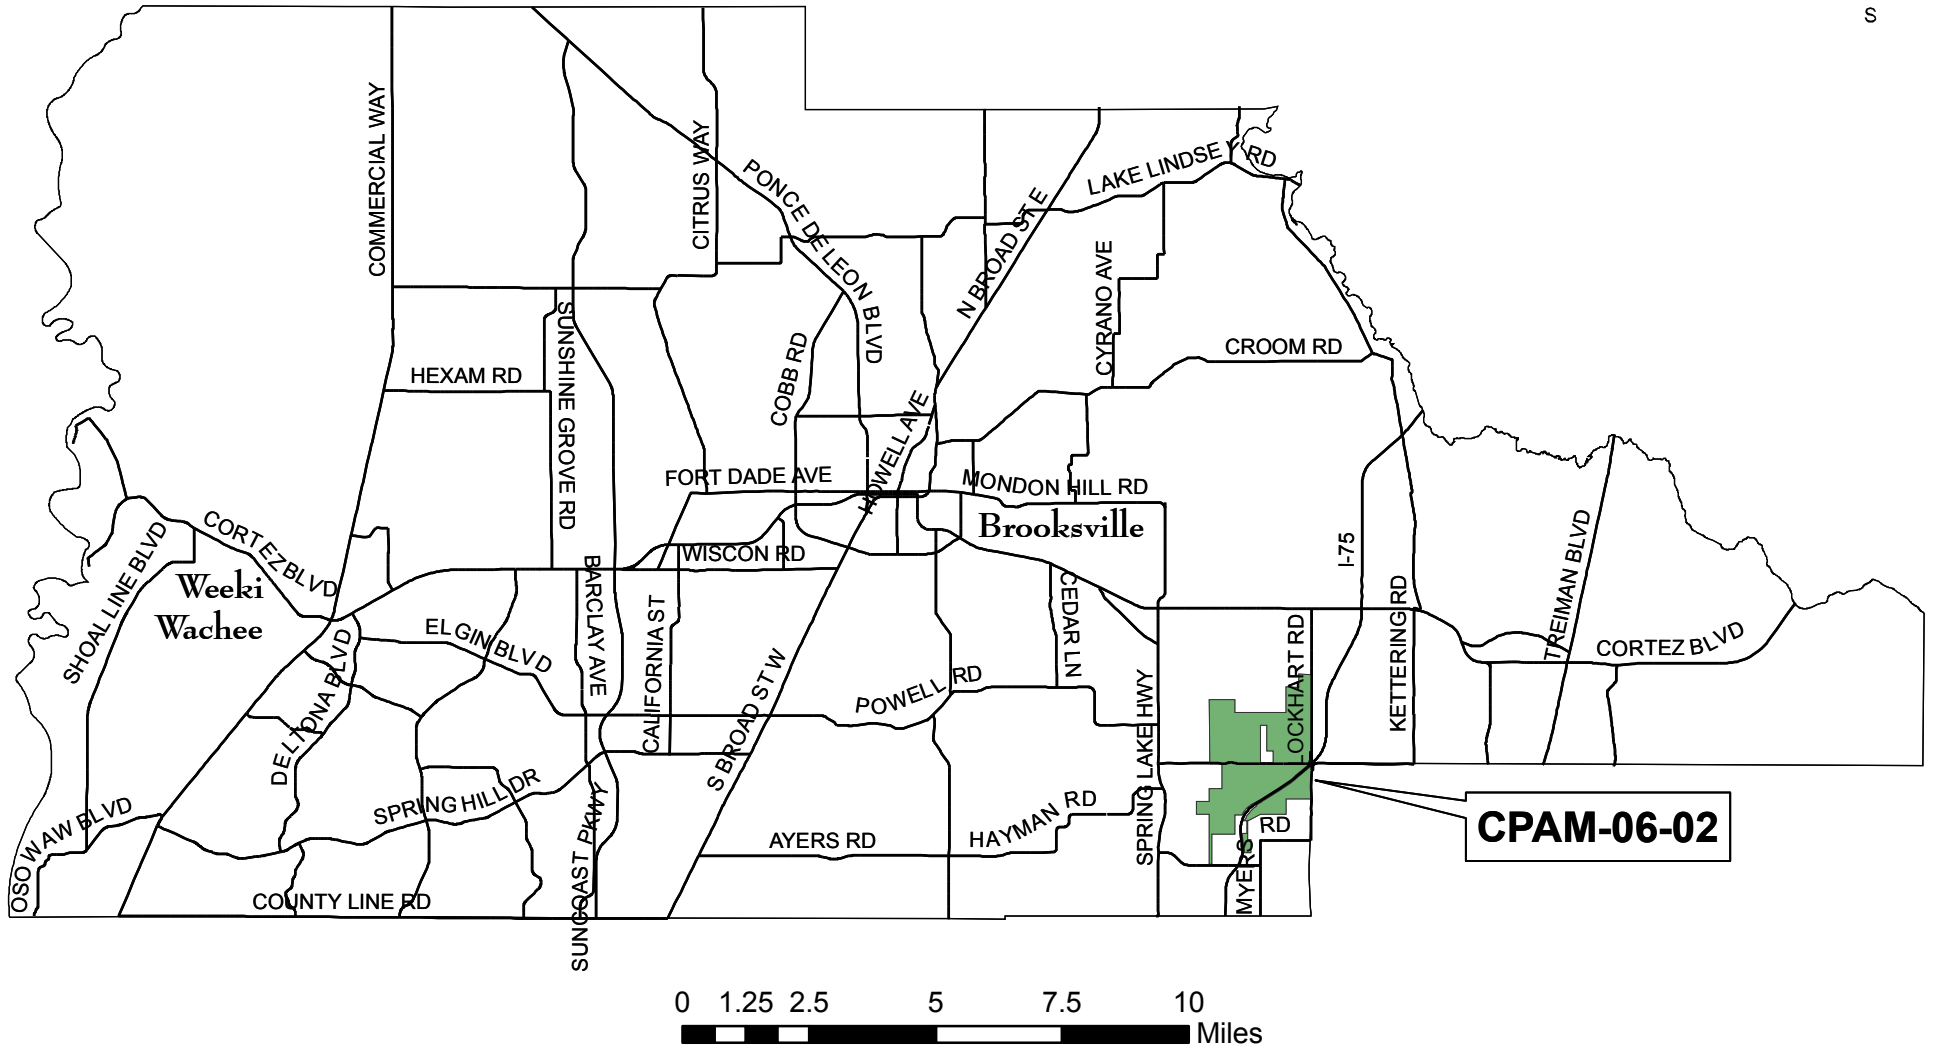 S
COMMERCIAL WAY
CITRUS WAY
PONCE DE LEON BLVD
N BROAD ST E
LAKE LINDSEY RD
CYRANO AVE
CROOM RD
SUNSHINE GROVE RD
HEXAM RD
COBB RD
HOWELL AVE
FORT DADE AVE
MONDON HILL RD
Brooksville
WISCON RD
CORTEZ BLVD
SHOAL LINE BLVD
Weeki
Wachee
I-75
TREIMAN BLVD
BARCLAY AVE
CEDAR LN
KETTERING RD
LOCKHART RD
CORTEZ BLVD
ELGIN BLVD
DELTONA BLVD
CALIFORNIA ST
S BROAD ST W
POWELL RD
SPRING LAKE HWY
SPRING HILL DR
SUNCOAST PKWY
OSOWAW BLVD
AYERS RD
HAYMAN RD
MYERS RD
CPAM-06-02
COUNTY LINE RD
0 1.25 2.5 5 7.5 10
Miles